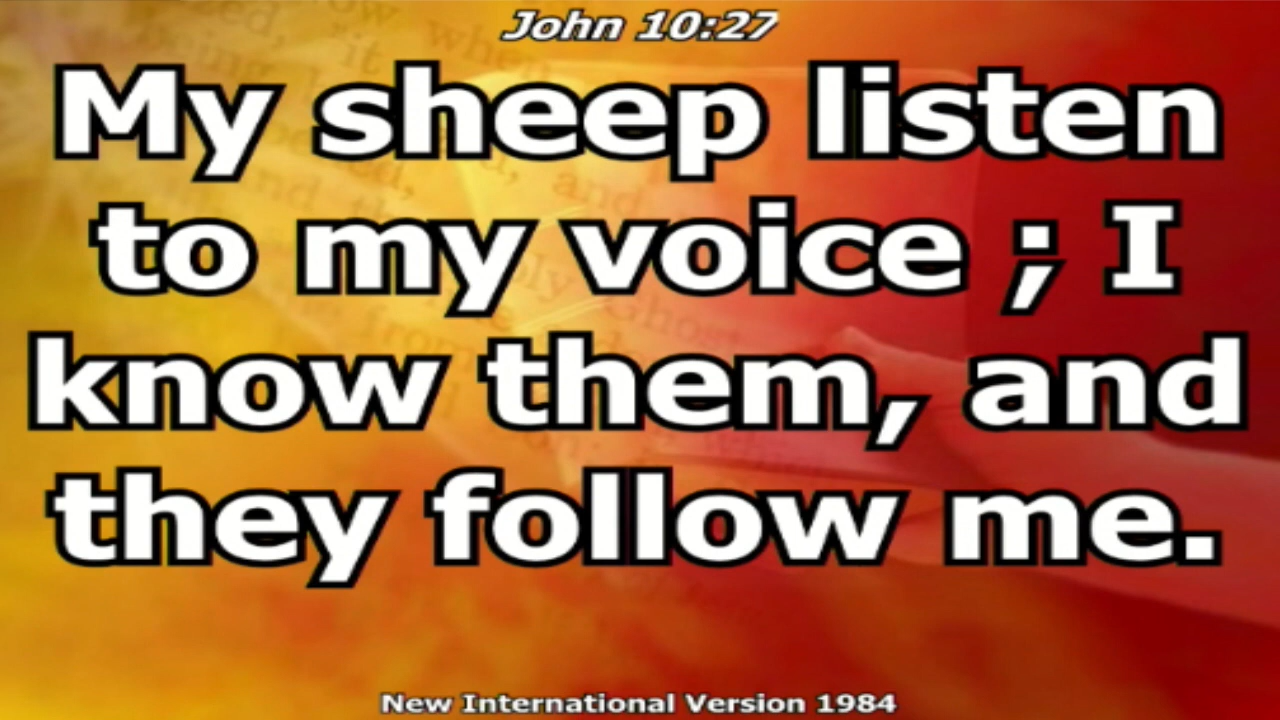 John 10:27
My sheep listen
to my voice ; I
know them, and
they follow me.
New International Version 1984